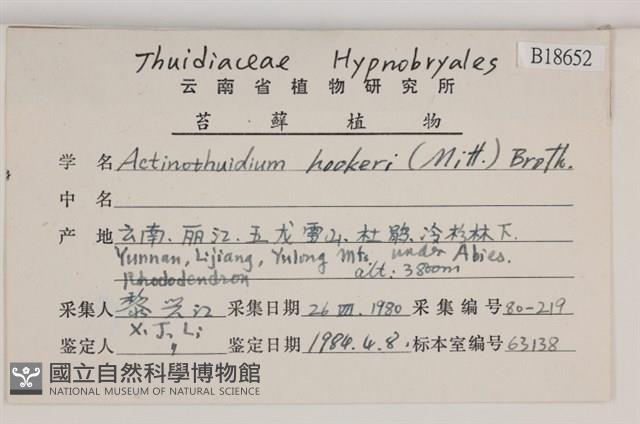 Thuidiaceae Hypnobryales
B18652
云南省植物研究所
苔藓植物
学名 Actinothuidium hookeri (Mitt.) Broth.
中名
产地 云南、丽江、玉龙雪山、杜鹃、冷杉林下.
Yunnan, Lijiang, Yulong Mts. under Abies.
Rhododendron alt: 3800m
采集人 黎兴江 采集日期 26 VII. 1980 采集编号 80-219
X. J. Li
鉴定人 〃 鉴定日期 1984.4.8. 标本室编号 63138
國立自然科學博物館
NATIONAL MUSEUM OF NATURAL SCIENCE